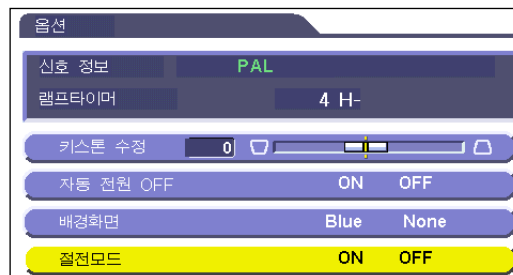 옵션
신호 정보 PAL
램프타이머 4 H-
키스톤 수정 0
자동 전원 OFF ON OFF
배경화면 Blue None
절전모드 ON OFF